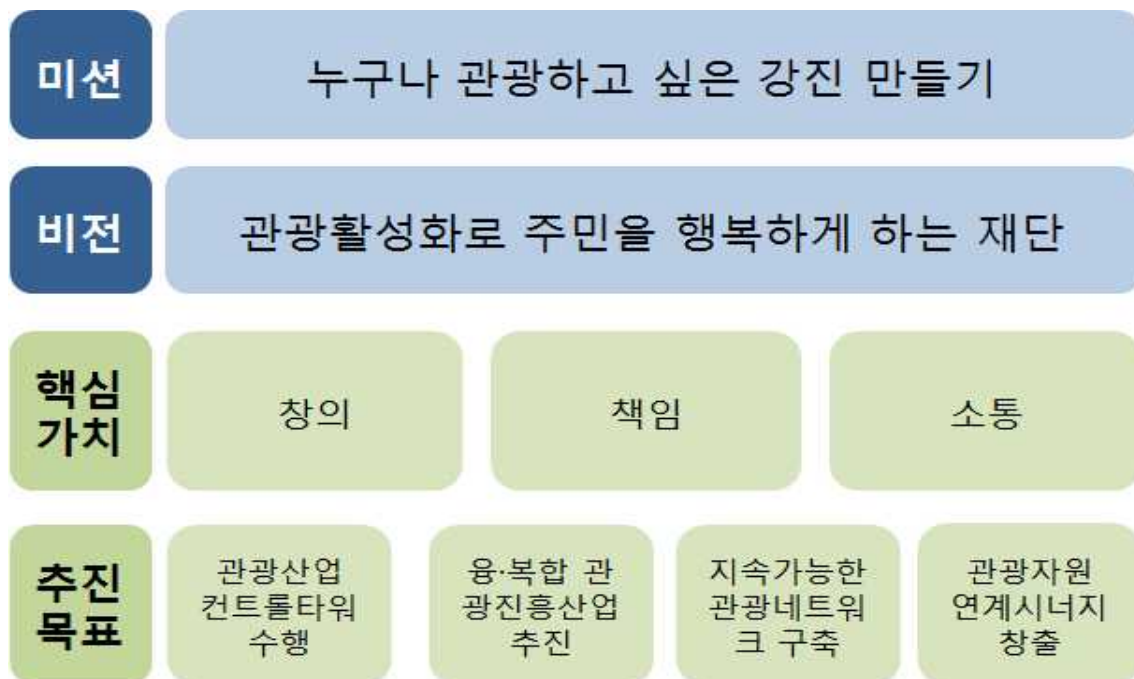 미션
누구나 관광하고 싶은 강진 만들기
비전
관광활성화로 주민을 행복하게 하는 재단
핵심
가치
창의
책임
소통
추진
목표
관광산업
컨트롤타워
수행
융·복합 관
광진흥산업
추진
지속가능한
관광네트워
크 구축
관광자원
연계시너지
창출